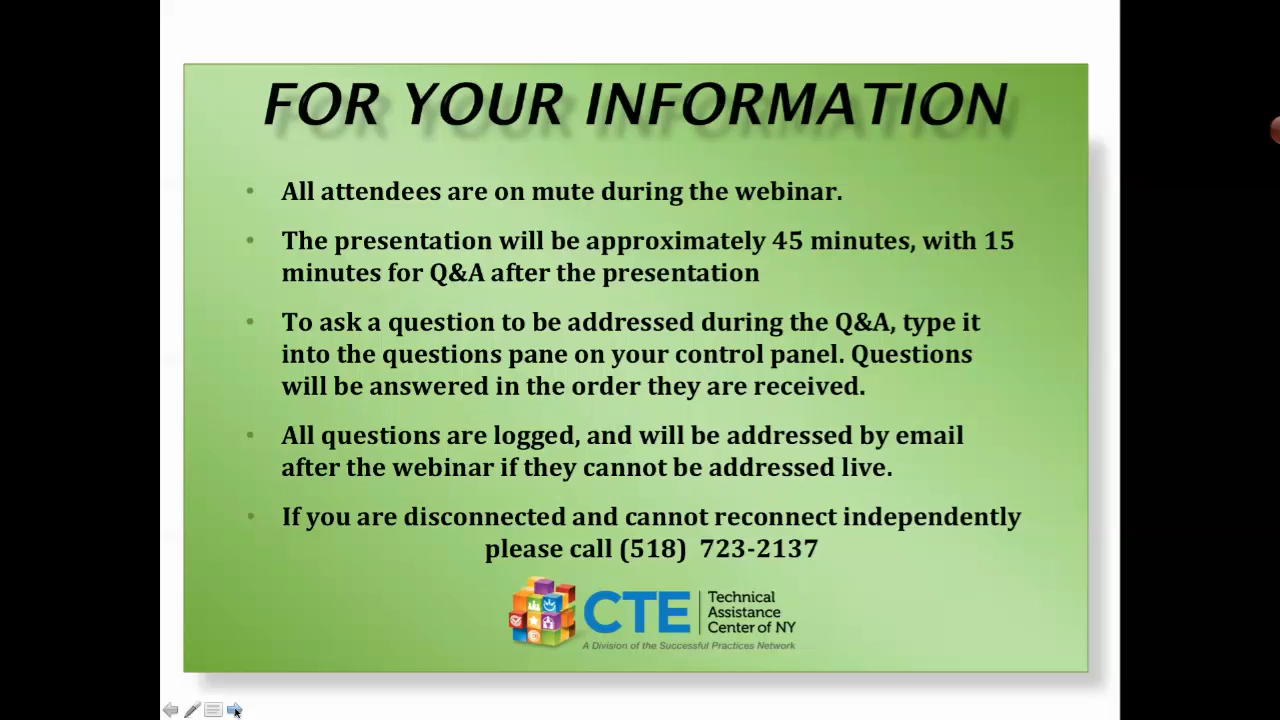 FOR YOUR INFORMATION
• All attendees are on mute during the webinar.
• The presentation will be approximately 45 minutes, with 15
minutes for Q&A after the presentation
• To ask a question to be addressed during the Q&A, type it
into the questions pane on your control panel. Questions
will be answered in the order they are received.
• All questions are logged, and will be addressed by email
after the webinar if they cannot be addressed live.
• If you are disconnected and cannot reconnect independently
please call (518) 723-2137
CTE
Technical
Assistance
Center of NY
A Division of the Successful Practices Network